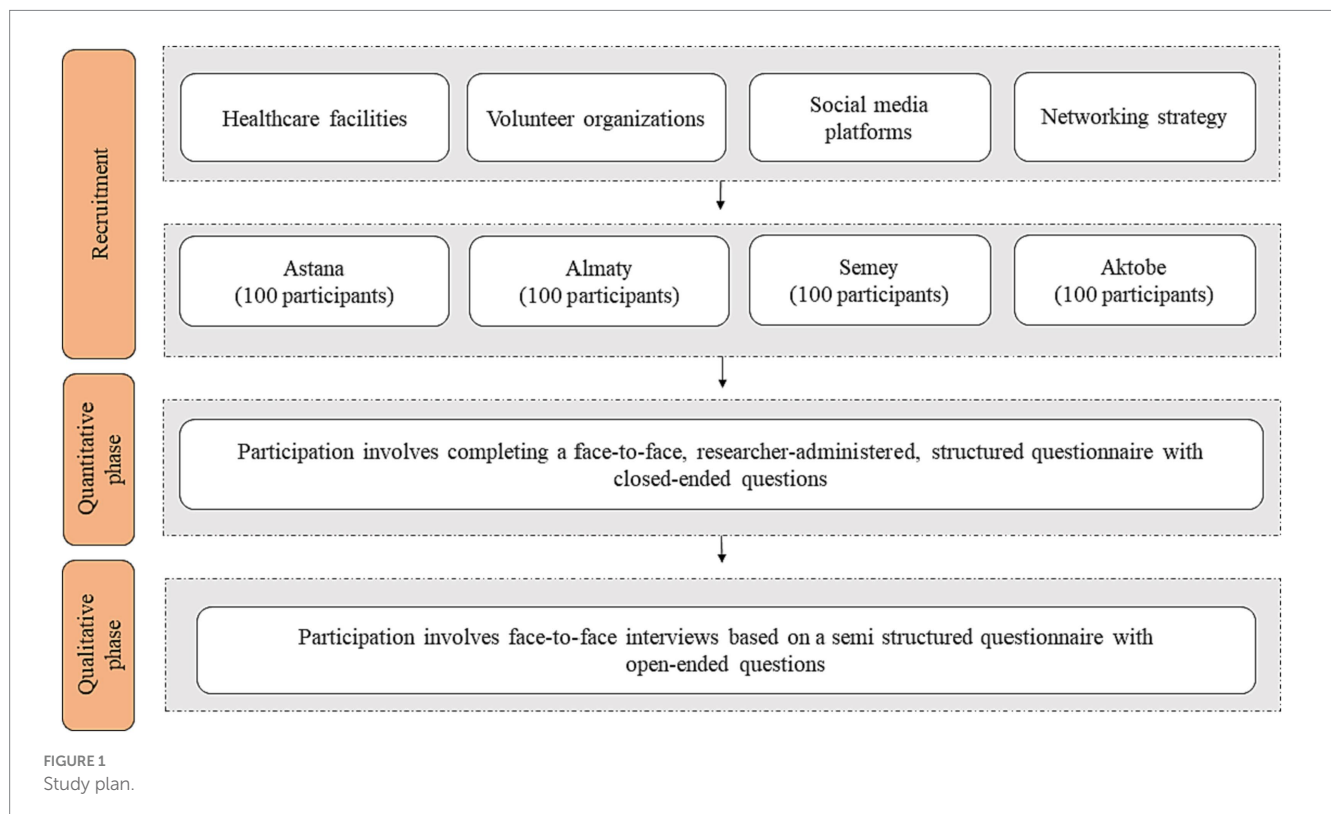 Recruitment
Healthcare facilities
Volunteer organizations
Social media
platforms
Networking strategy
Astana
(100 participants)
Almaty
(100 participants)
Semey
(100 participants)
Aktobe
(100 participants)
Quantitative
phase
Participation involves completing a face-to-face, researcher-administered, structured questionnaire with
closed-ended questions
Qualitative
phase
Participation involves face-to-face interviews based on a semi structured questionnaire with
open-ended questions
FIGURE 1
Study plan.